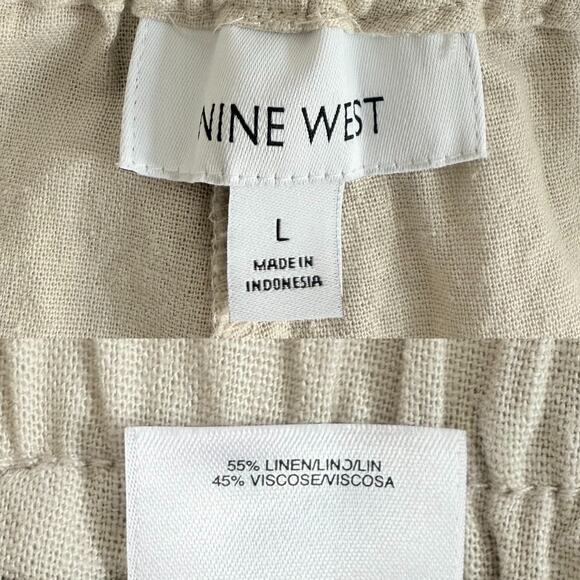 NINE WEST
L
MADE IN
INDONESIA
55% LINEN/LINO/LIN
45% VISCOSE/VISCOSA